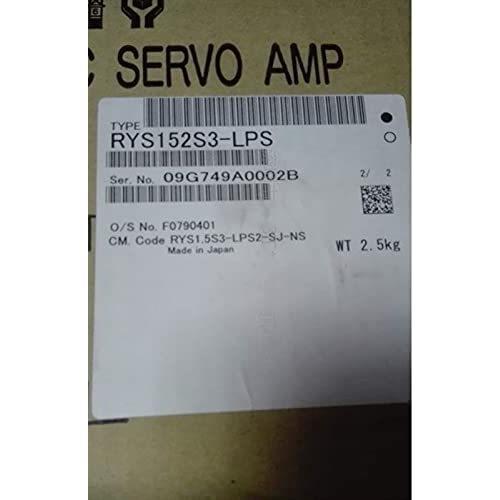 C SERVO AMP
TYPE
RYS152S3-LPS
Ser. No. 09G749A0002B
2/ 2
O/S No. F0790401
CM. Code RYS1.5S3-LPS2-SJ-NS
Made in Japan
WT 2.5kg